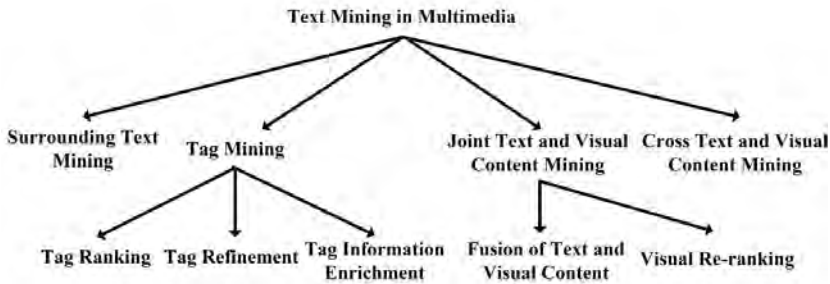 Text Mining in Multimedia
Surrounding Text
Mining
Tag Mining
Joint Text and Visual
Content Mining
Cross Text and Visual
Content Mining
Tag Ranking
Tag Refinement
Tag Information
Enrichment
Fusion of Text and
Visual Content
Visual Re-ranking